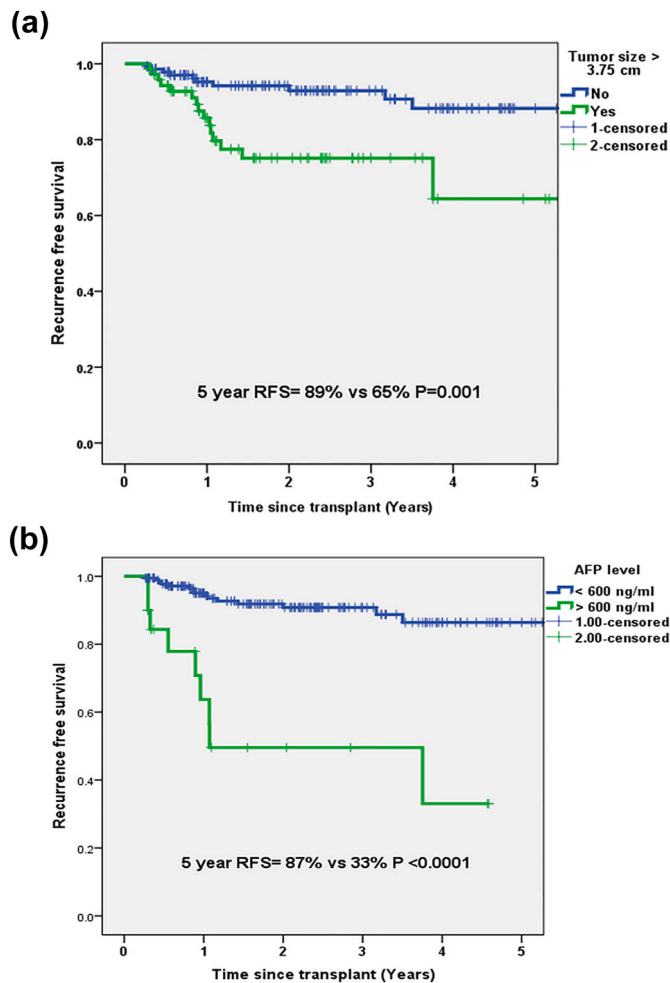 (a)
Tumor size >
3.75 cm
No
Yes
1-censored
2-censored
1.0
0.8
0.6
0.4
0.2
0.0
Recurrence free survival
5 year RFS= 89% vs 65% P=0.001
0 1 2 3 4 5
Time since transplant (Years)
(b)
AFP level
< 600 ng/ml
> 600 ng/ml
1.00-censored
2.00-censored
1.0
0.8
0.6
0.4
0.2
0.0
Recurrence free survival
5 year RFS= 87% vs 33% P <0.0001
0 1 2 3 4 5
Time since transplant (Years)